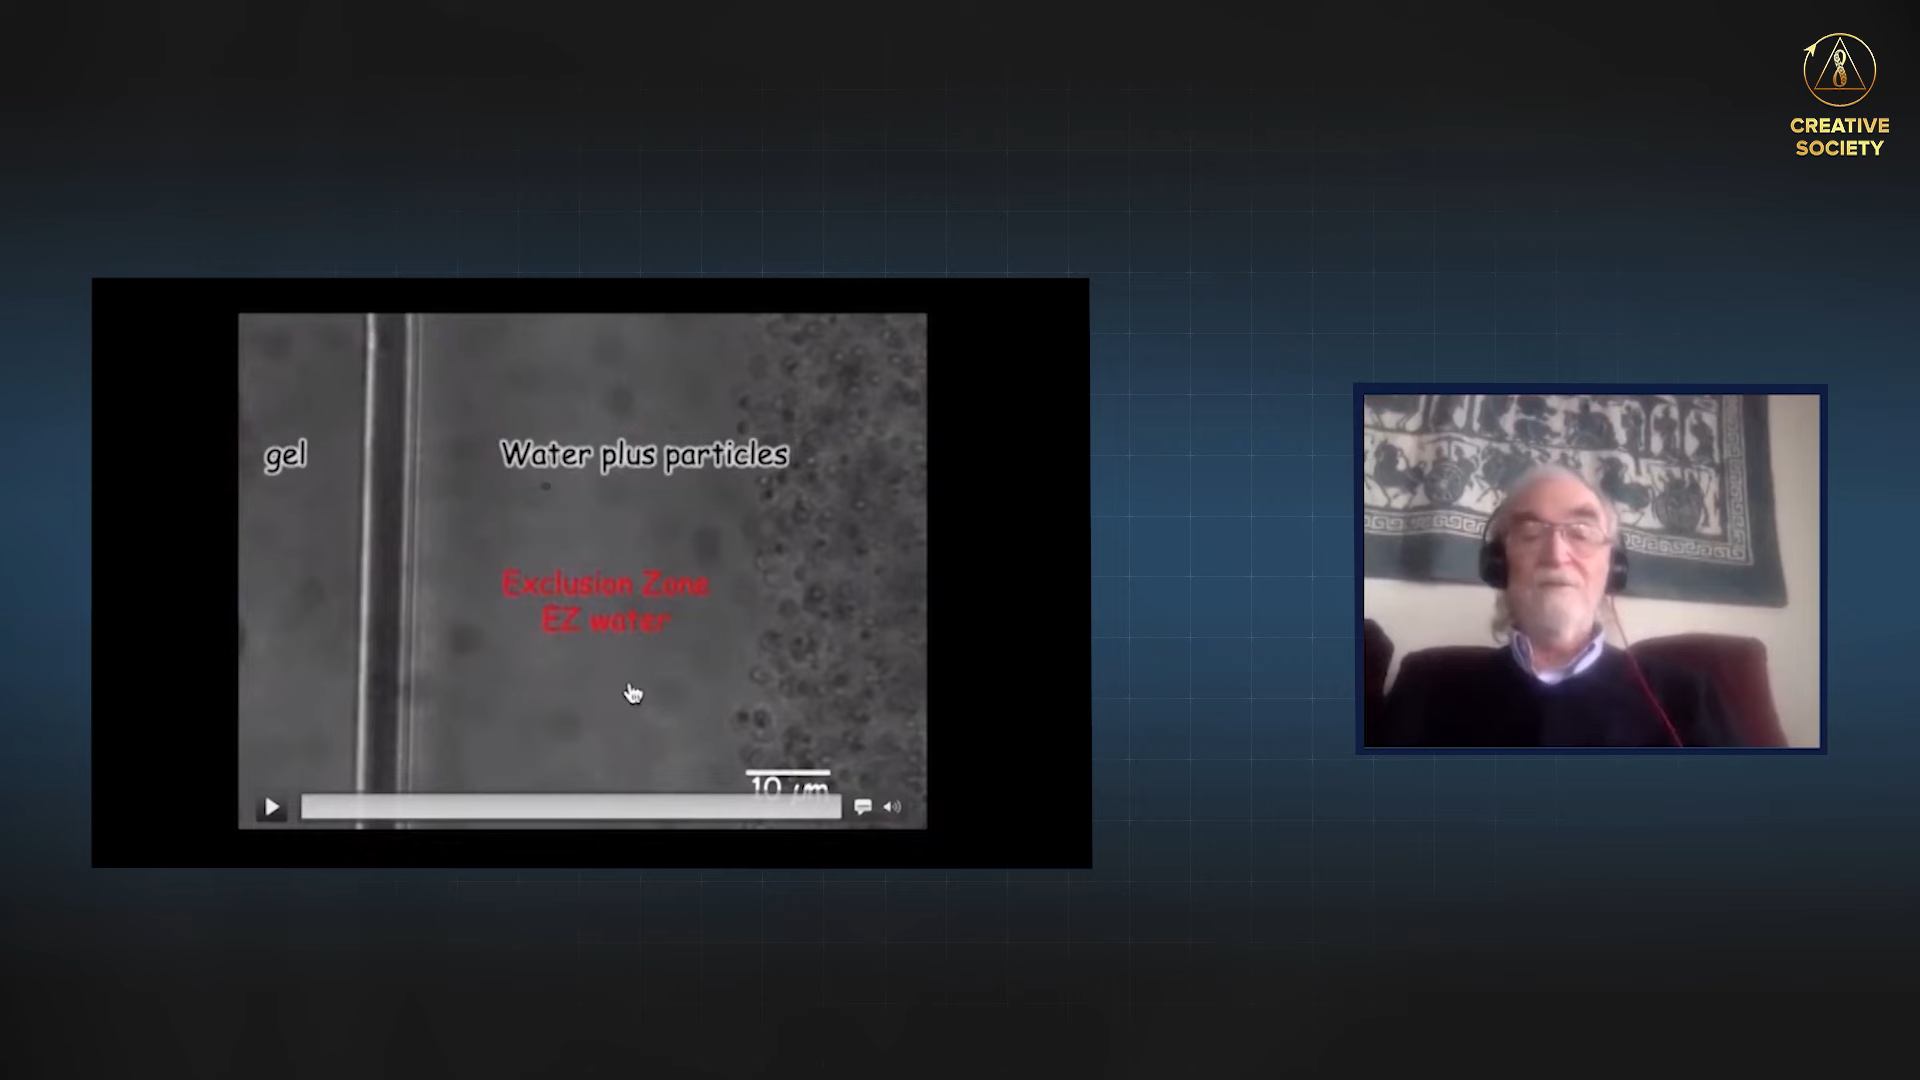 CREATIVE
SOCIETY
gel
Water plus particles
Exclusion Zone
EZ water
10 µm